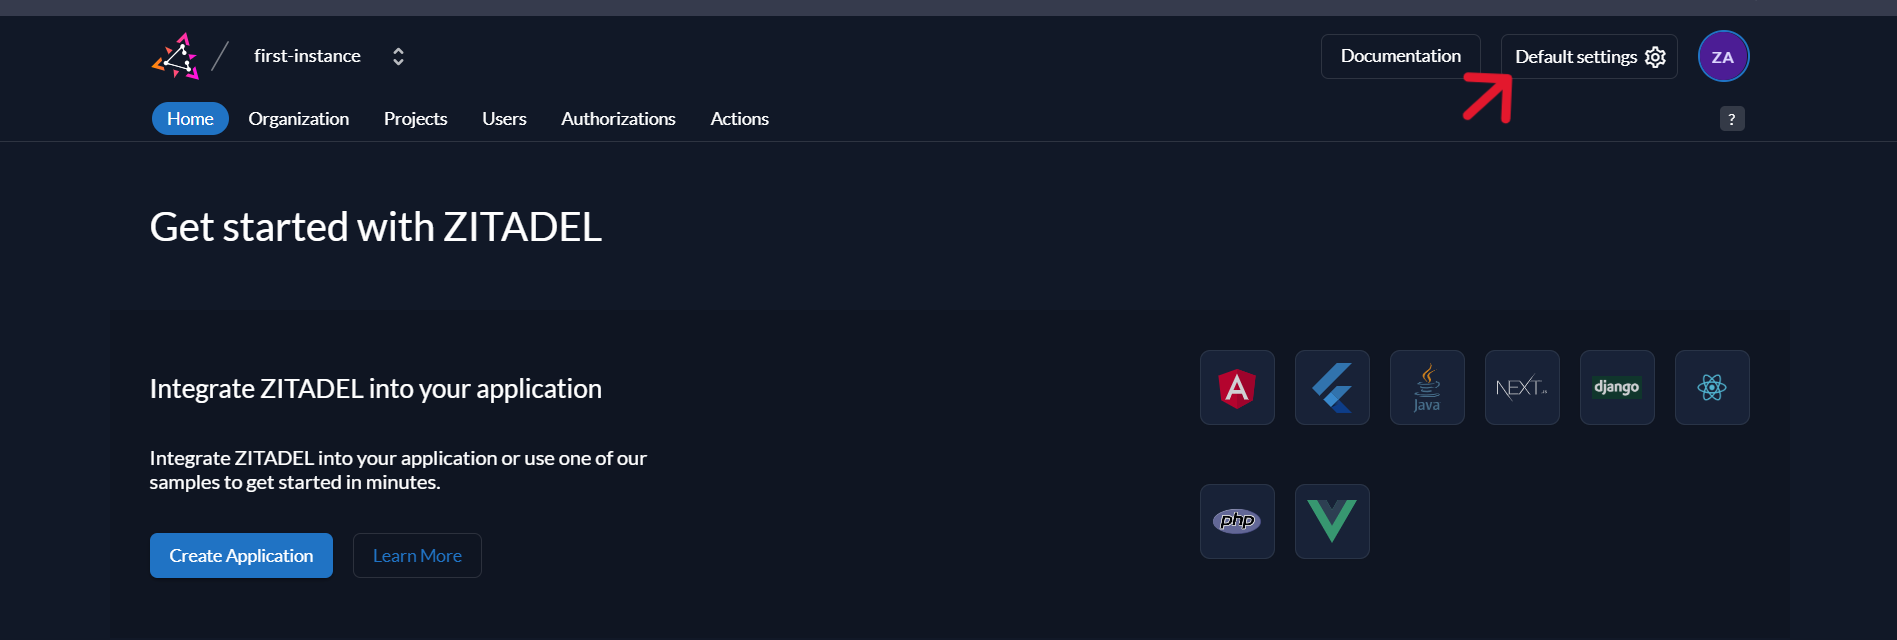 first-instance
Documentation
Default settings
ZA
Home
Organization
Projects
Users
Authorizations
Actions
?
Get started with ZITADEL
Integrate ZITADEL into your application
Integrate ZITADEL into your application or use one of our
samples to get started in minutes.
Create Application
Learn More
A
Java
NEXT.JS
django
php